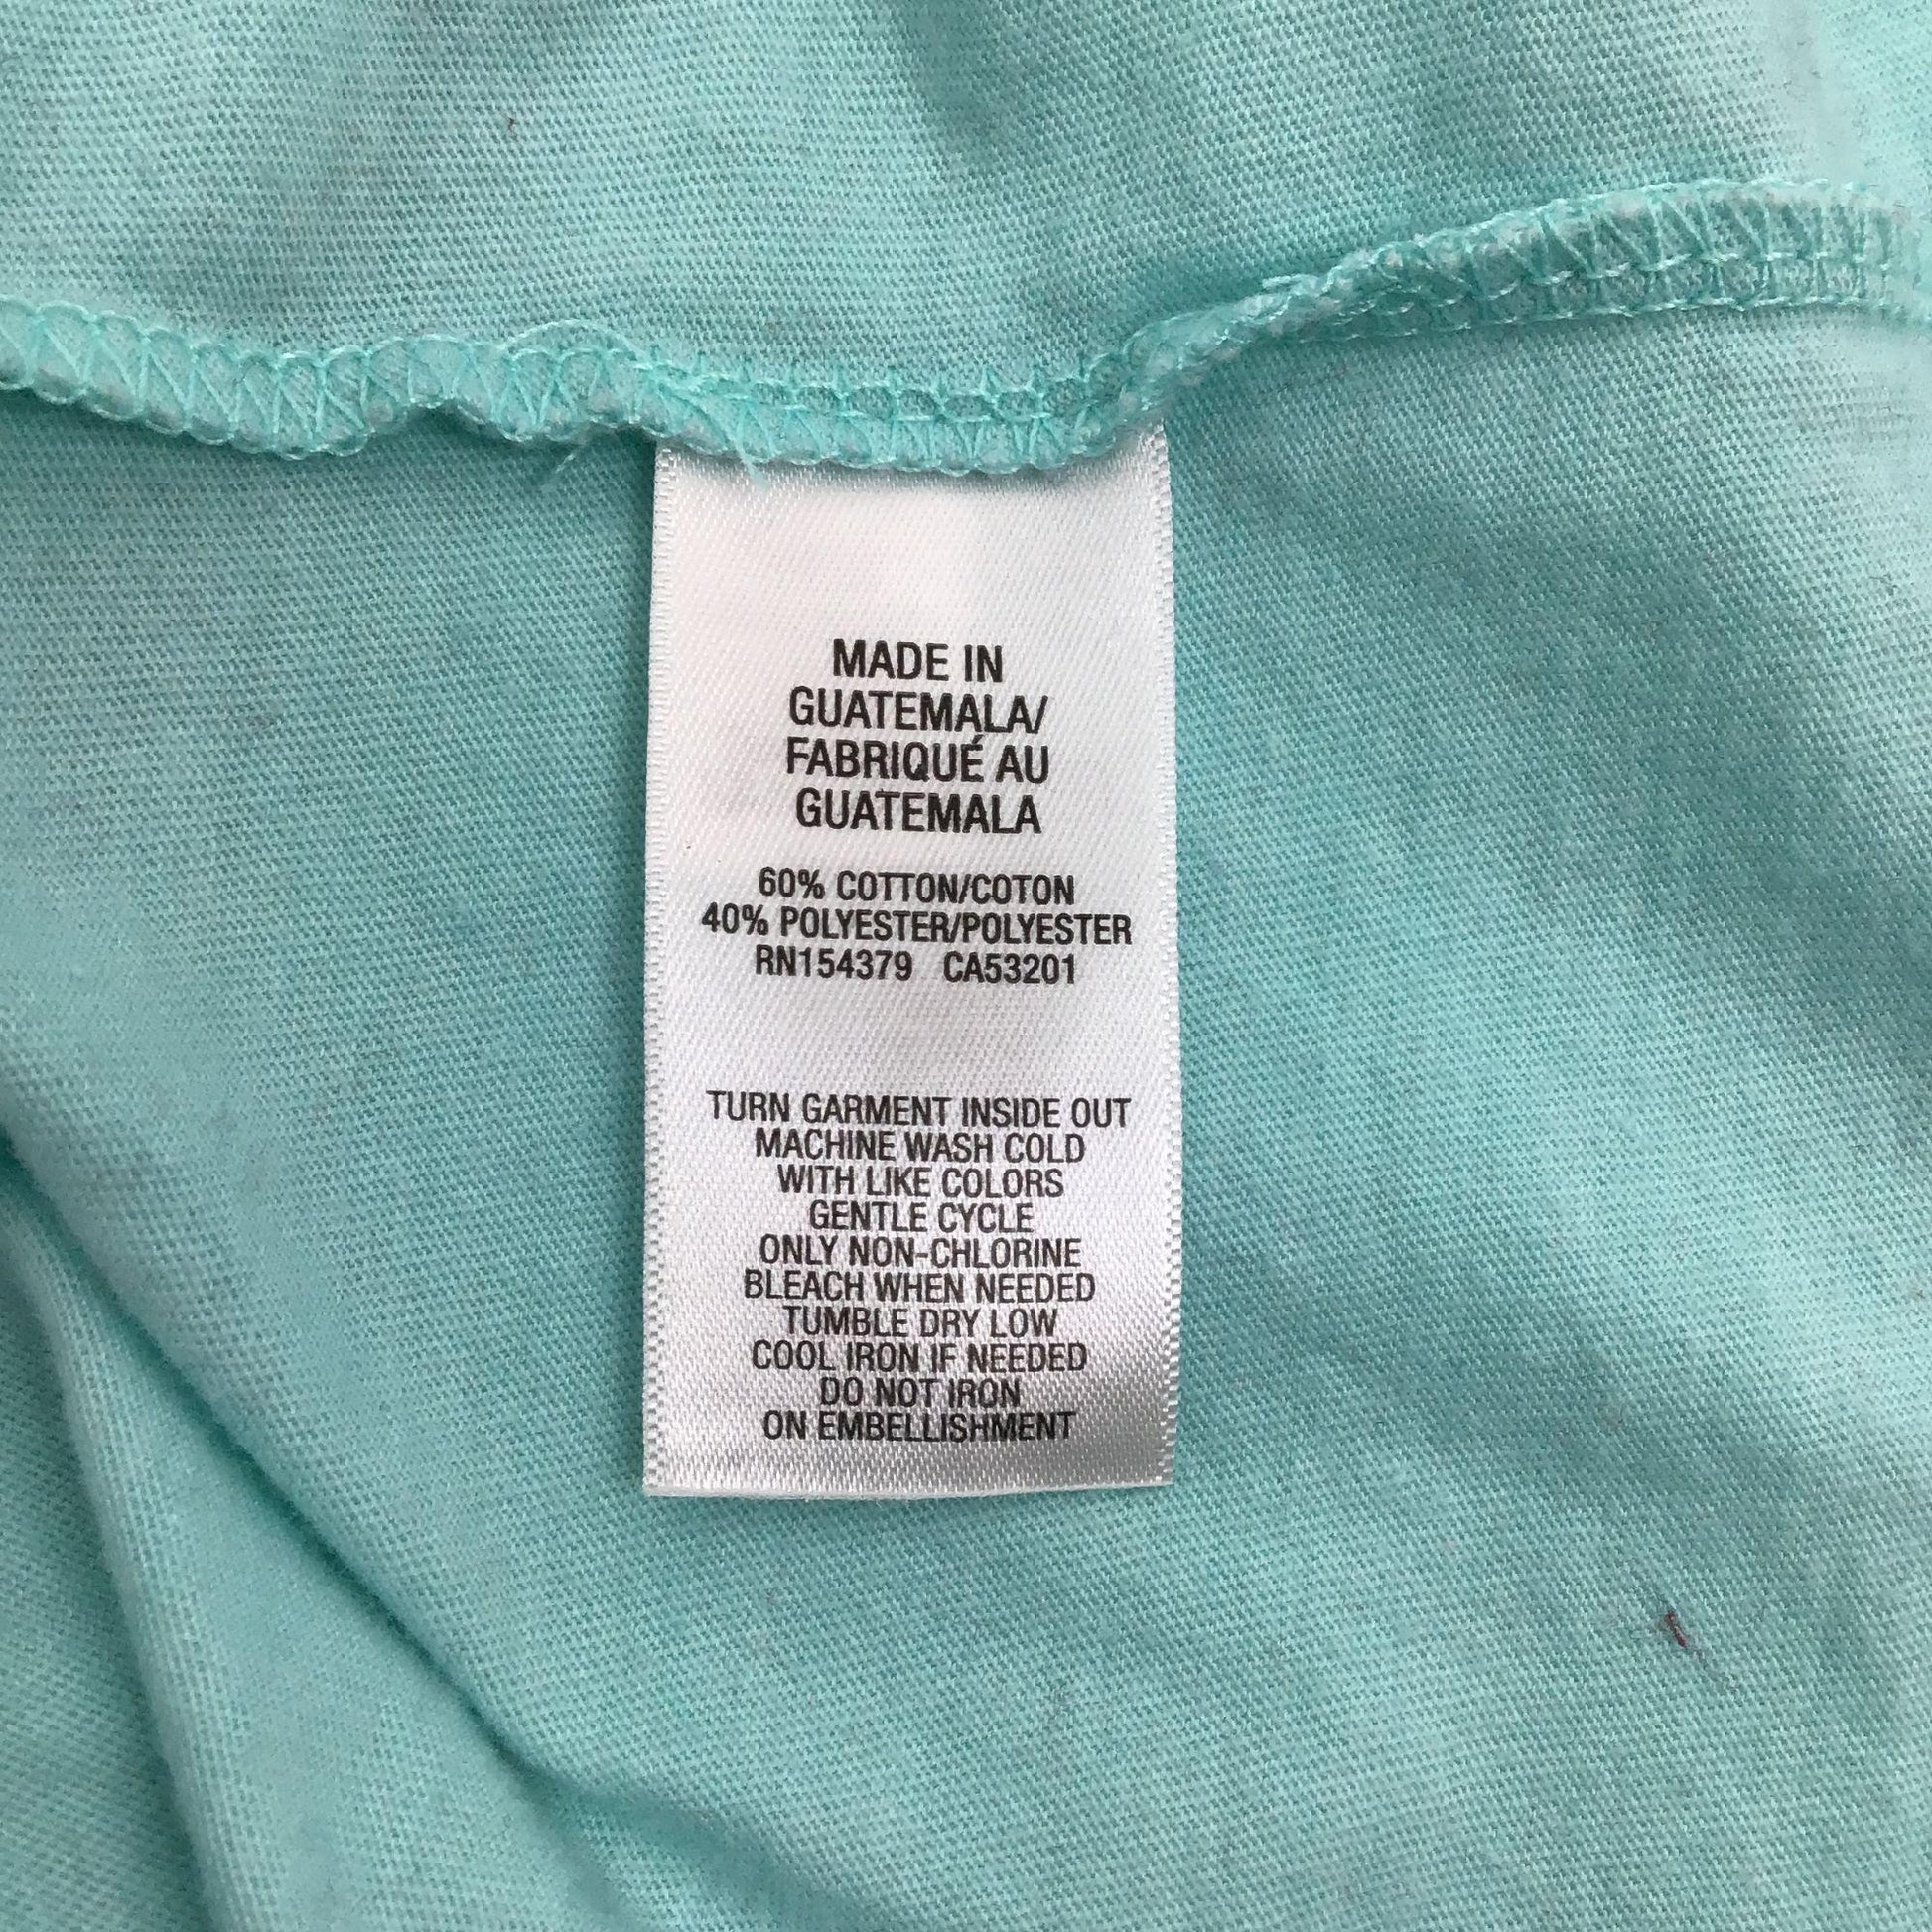 MADE IN
GUATEMALA/
FABRIQUÉ AU
GUATEMALA
60% COTTON/COTON
40% POLYESTER/POLYESTER
RN154379 CA53201
TURN GARMENT INSIDE OUT
MACHINE WASH COLD
WITH LIKE COLORS
GENTLE CYCLE
ONLY NON-CHLORINE
BLEACH WHEN NEEDED
TUMBLE DRY LOW
COOL IRON IF NEEDED
DO NOT IRON
ON EMBELLISHMENT